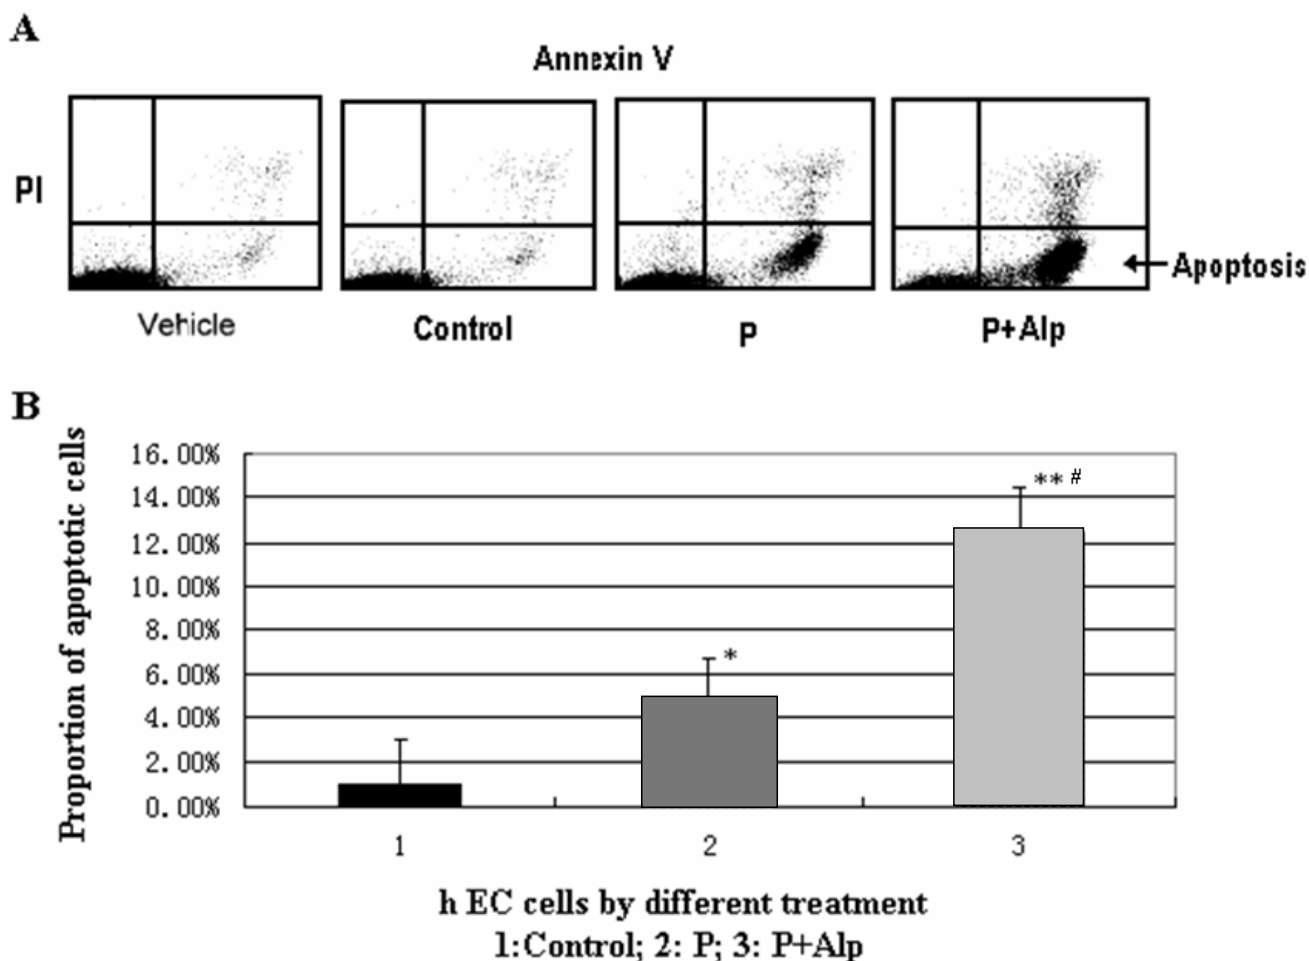 A
Annexin V
PI
Apoptosis
Vehicle
Control
P
P+Alp
B
Proportion of apoptotic cells
16.00%
14.00%
12.00%
10.00%
8.00%
6.00%
4.00%
2.00%
0.00%
*
** #
1
2
3
h EC cells by different treatment
1:Control; 2: P; 3: P+Alp